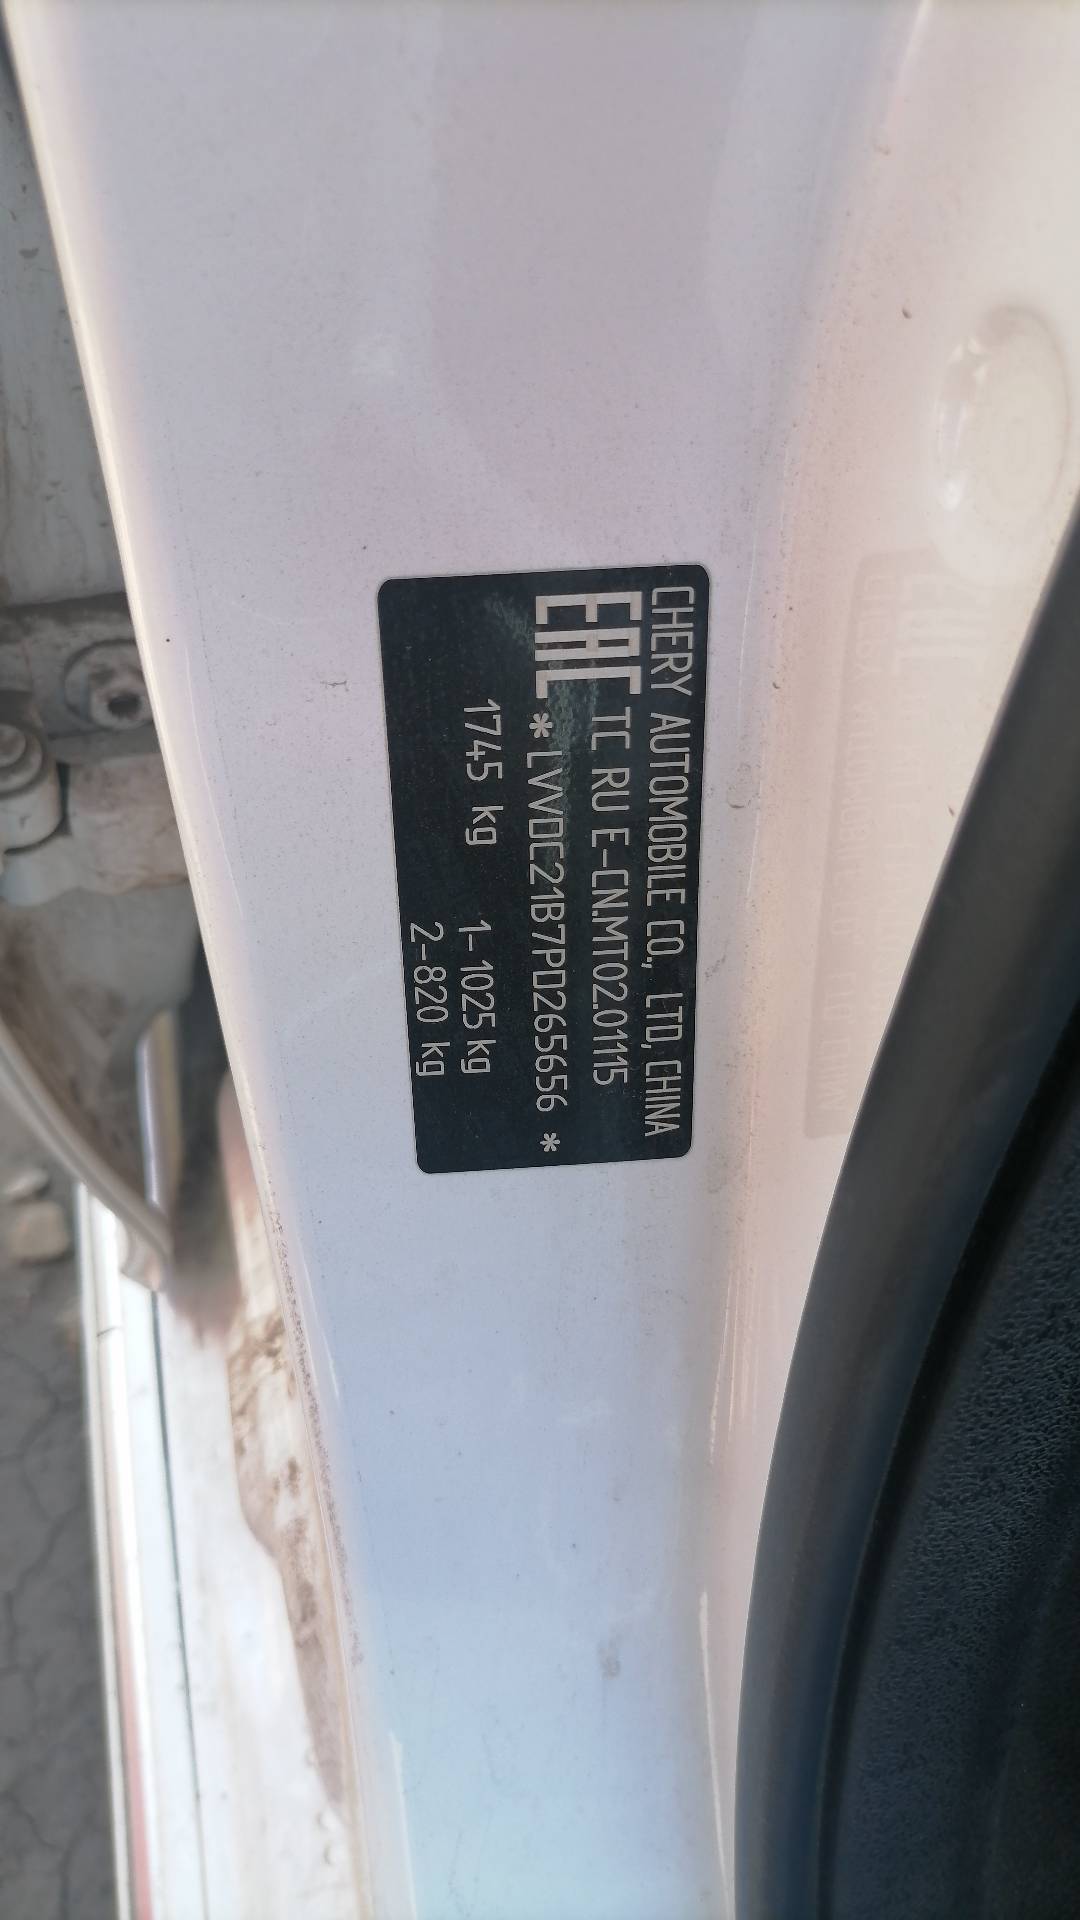 CHERY AUTOMOBILE CO., LTD, CHINA
EAC TC RU E-CN.MT02.01115
*LVVDC21B7PD265656 *
1745 kg 1- 1025 kg
2-820 kg